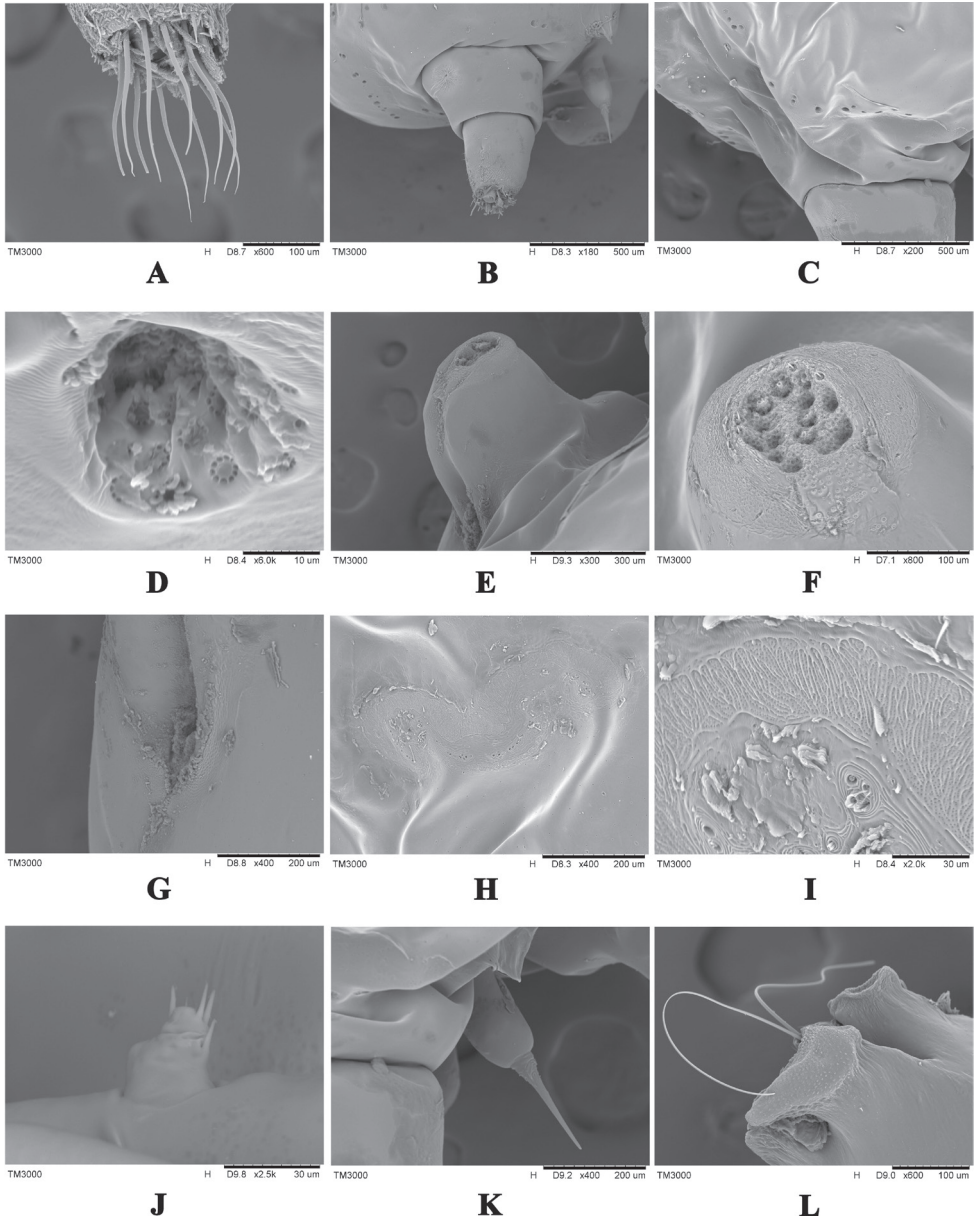 TM3000 H D8.7 x600 100 um
TM3000 H D8.3 x180 500 um
TM3000 H D8.7 x200 500 um
A
B
C
TM3000 H D8.4 x6.0k 10 um
TM3000 H D9.3 x300 300 um
TM3000 H D7.1 x800 100 um
D
E
F
TM3000 H D8.8 x400 200 um
TM3000 H D8.3 x400 200 um
TM3000 H D8.4 x2.0k 30 um
G
H
I
TM3000 H D9.8 x2.5k 30 um
TM3000 H D9.2 x400 200 um
TM3000 H D9.0 x600 100 um
J
K
L